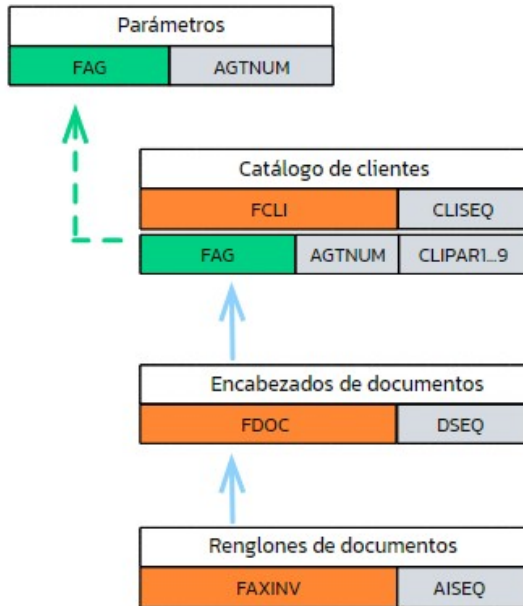 Parámetros
FAG AGTNUM
Catálogo de clientes
FCLI CLISEQ
FAG AGTNUM CLIPAR1...9
Encabezados de documentos
FDOC DSEQ
Renglones de documentos
FAXINV AISEQ